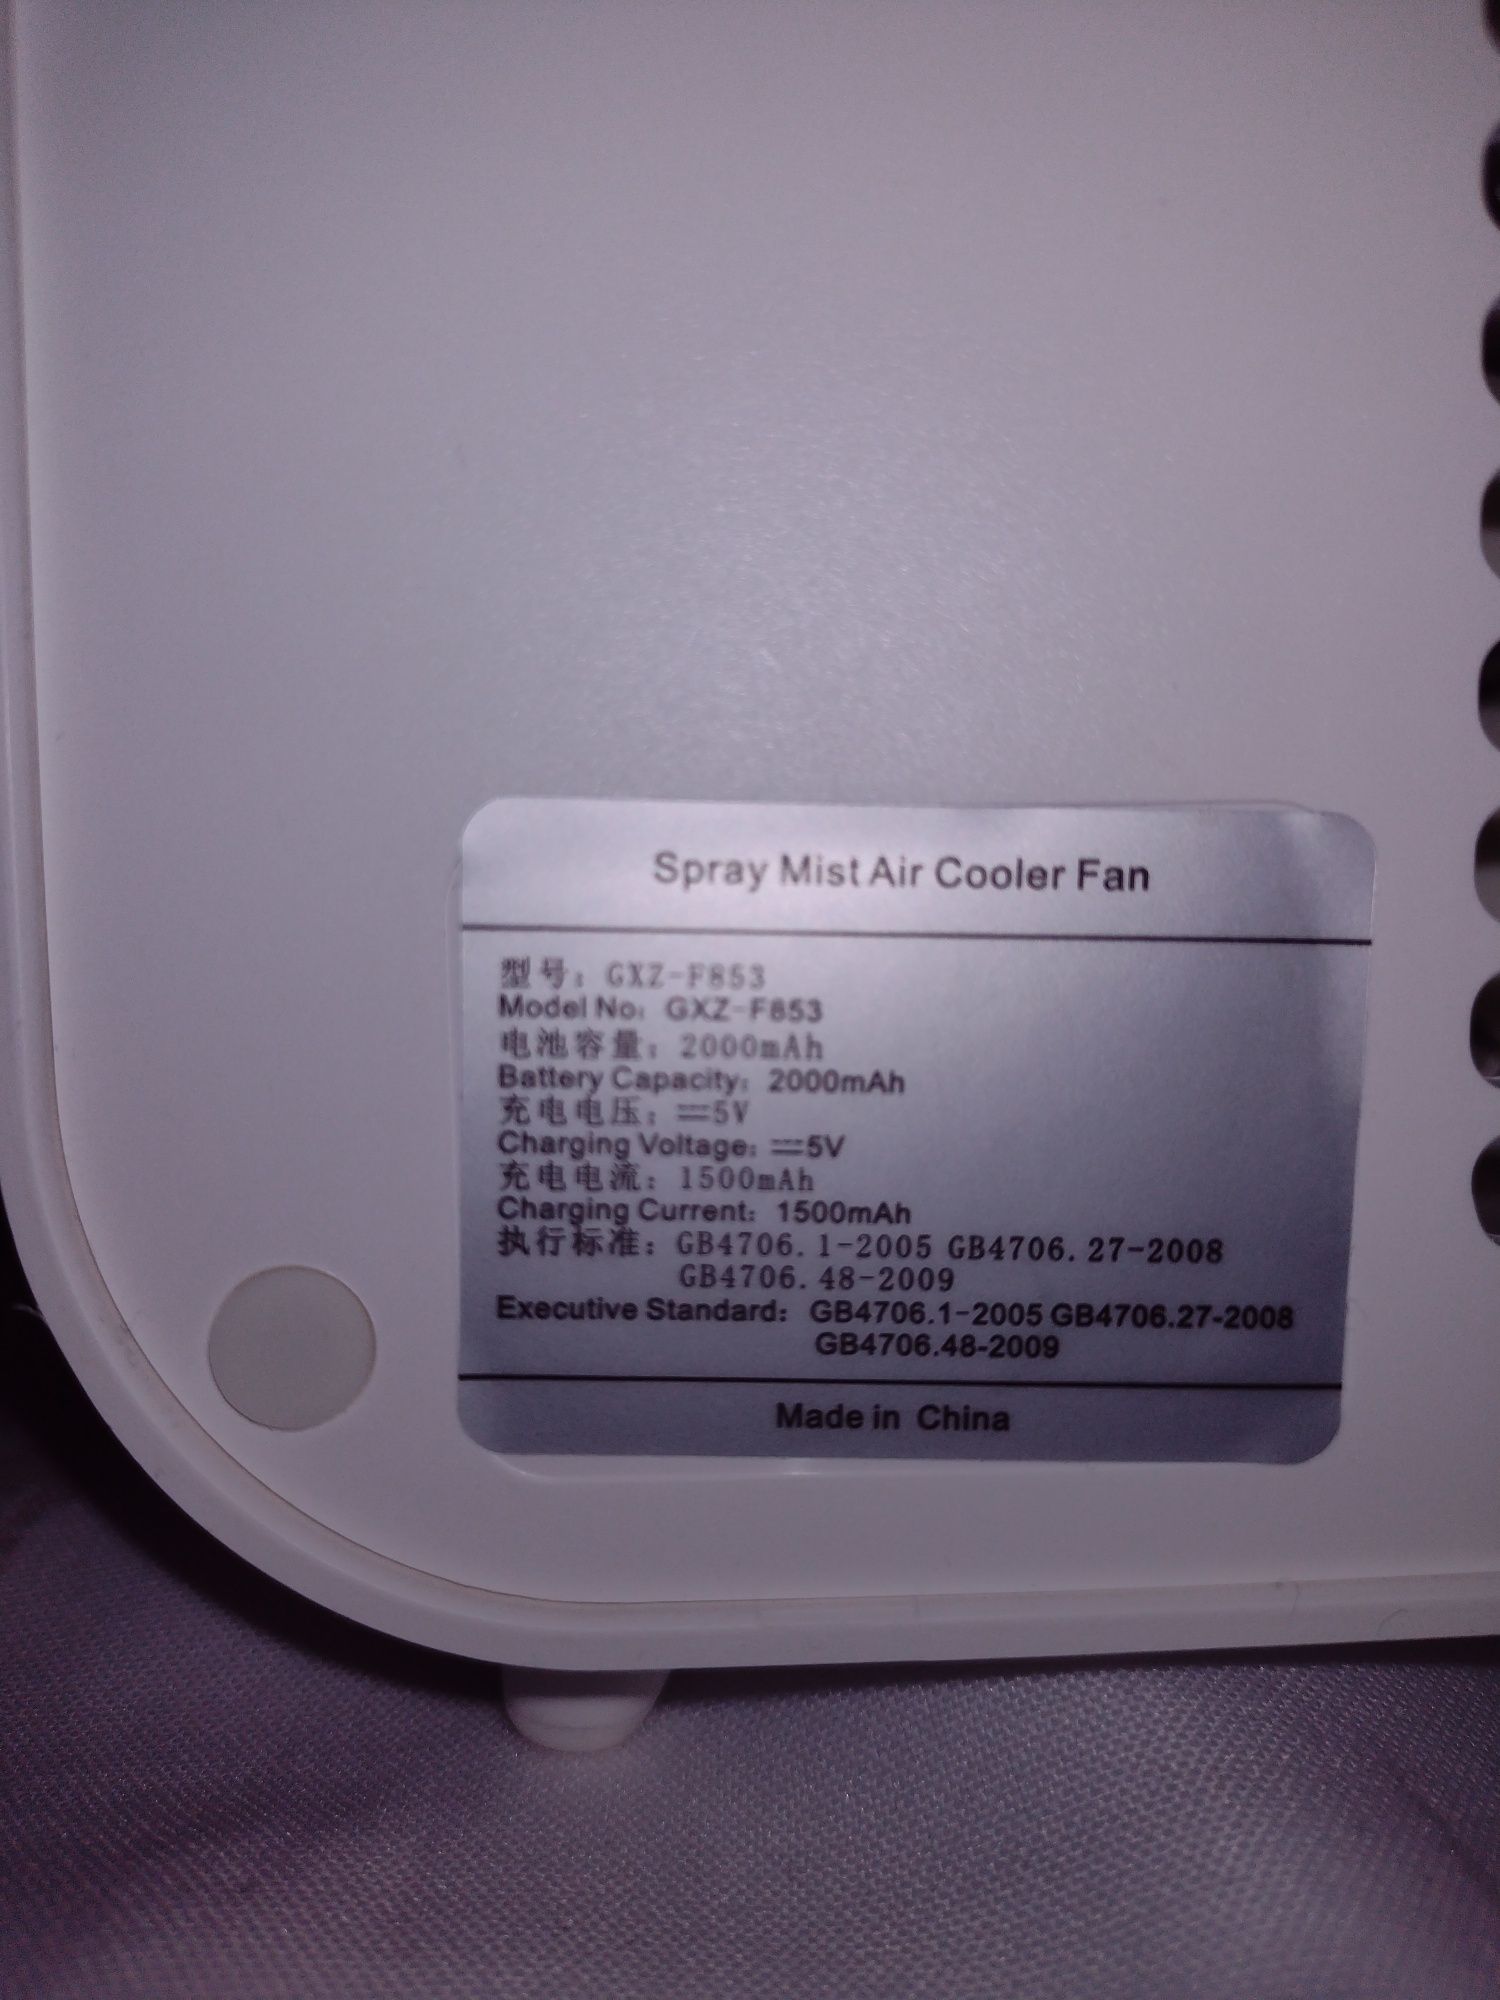 Spray Mist Air Cooler Fan
型号：GXZ-F853
Model No：GXZ-F853
电池容量：2000mAh
Battery Capacity：2000mAh
充电电压：⎓5V
Charging Voltage：⎓5V
充电电流：1500mAh
Charging Current：1500mAh
执行标准：GB4706.1-2005 GB4706.27-2008
GB4706.48-2009
Executive Standard：GB4706.1-2005 GB4706.27-2008
GB4706.48-2009
Made in China